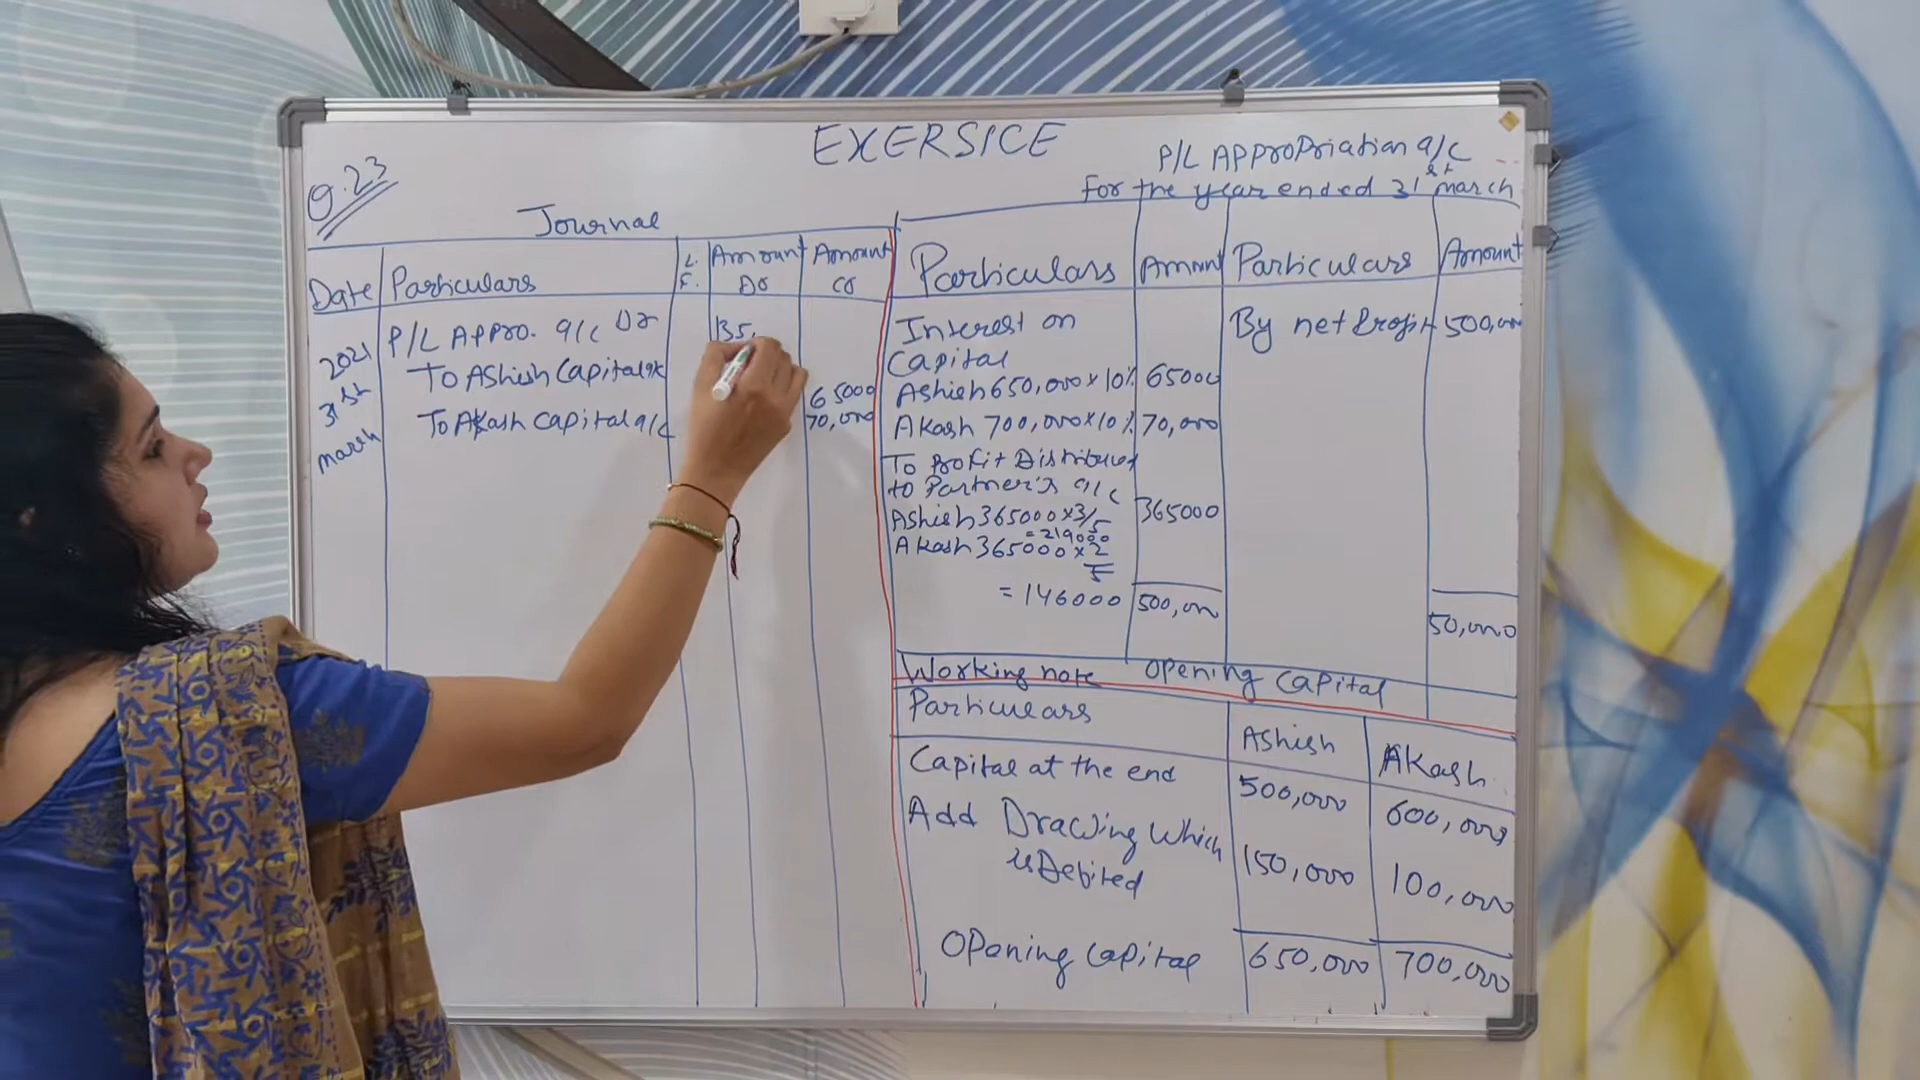 EXERSICE
Q.23
Journal
Date Particulars L.F. Amount Dr Amount Cr
2021 31st march
P/L Appro. a/c Dr 135,
To Ashish Capital a/c 65000
To Akash Capital a/c 70,000
P/L Appropriation a/c
For the year ended 31st march
Particulars Amount Particulars Amount
Interest on By net Profit 500,000
Capital
Ashish 650,000 x 10% 65000
Akash 700,000 x 10% 70,000
To Profit Distributed
to Partner's a/c 365000
Ashish 365000 x 3/5
= 219000
Akash 365000 x 2/5
= 146000 500,000 50,000
Working note Opening Capital
Particulars Ashish Akash
Capital at the end 500,000 600,000
Add Drawing which 150,000 100,000
is Debited
Opening Capital 650,000 700,000